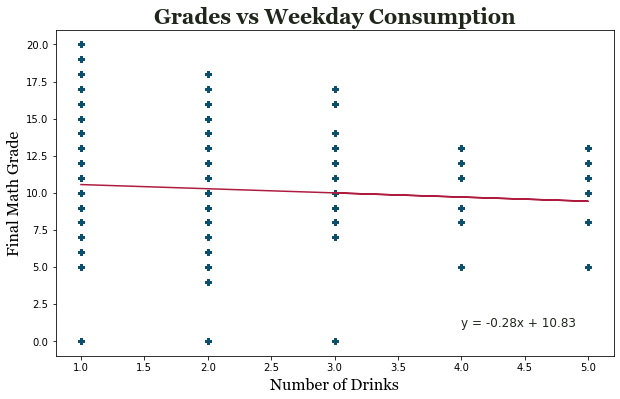 Grades vs Weekday Consumption
Final Math Grade
20.0
17.5
15.0
12.5
10.0
7.5
5.0
2.5
0.0
y = -0.28x + 10.83
1.0 1.5 2.0 2.5 3.0 3.5 4.0 4.5 5.0
Number of Drinks